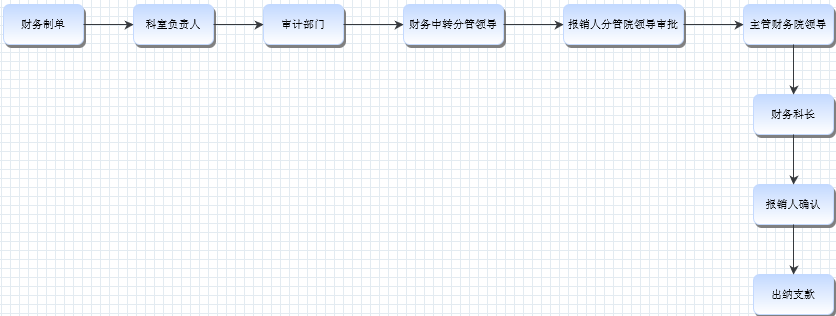 财务制单
科室负责人
审计部门
财务中转分管领导
报销人分管院领导审批
主管财务院领导
财务科长
报销人确认
出纳支款